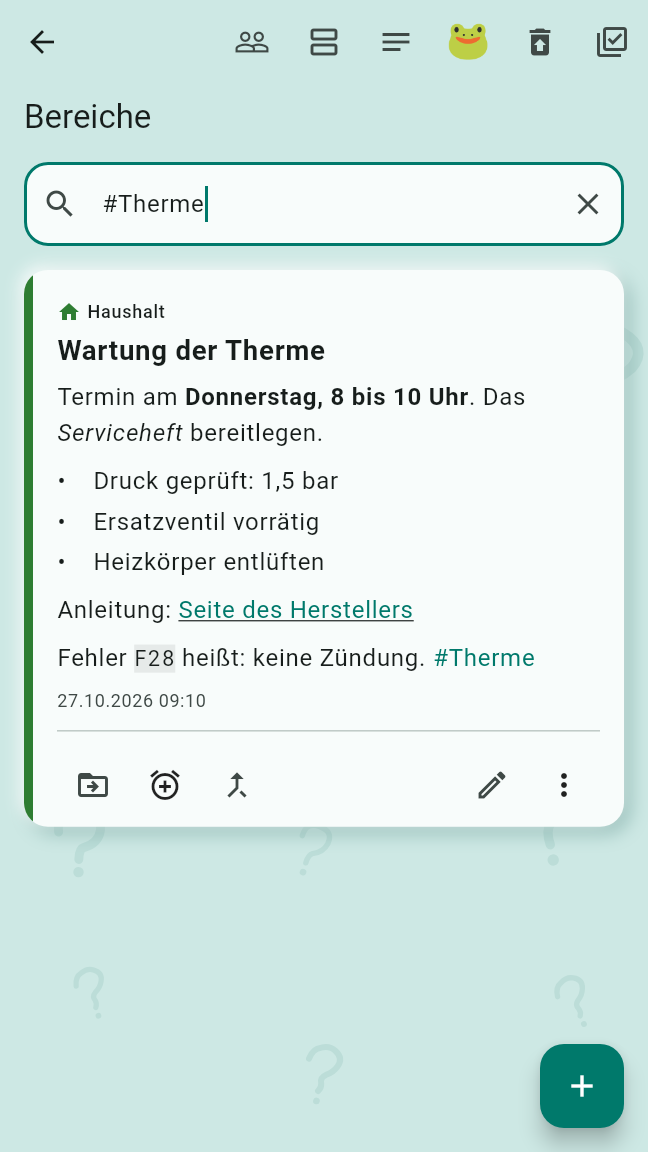 Bereiche
#Therme
Haushalt
Wartung der Therme
Termin am Donnerstag, 8 bis 10 Uhr. Das
Serviceheft bereitlegen.
• Druck geprüft: 1,5 bar
• Ersatzventil vorrätig
• Heizkörper entlüften
Anleitung: Seite des Herstellers
Fehler F28 heißt: keine Zündung. #Therme
27.10.2026 09:10